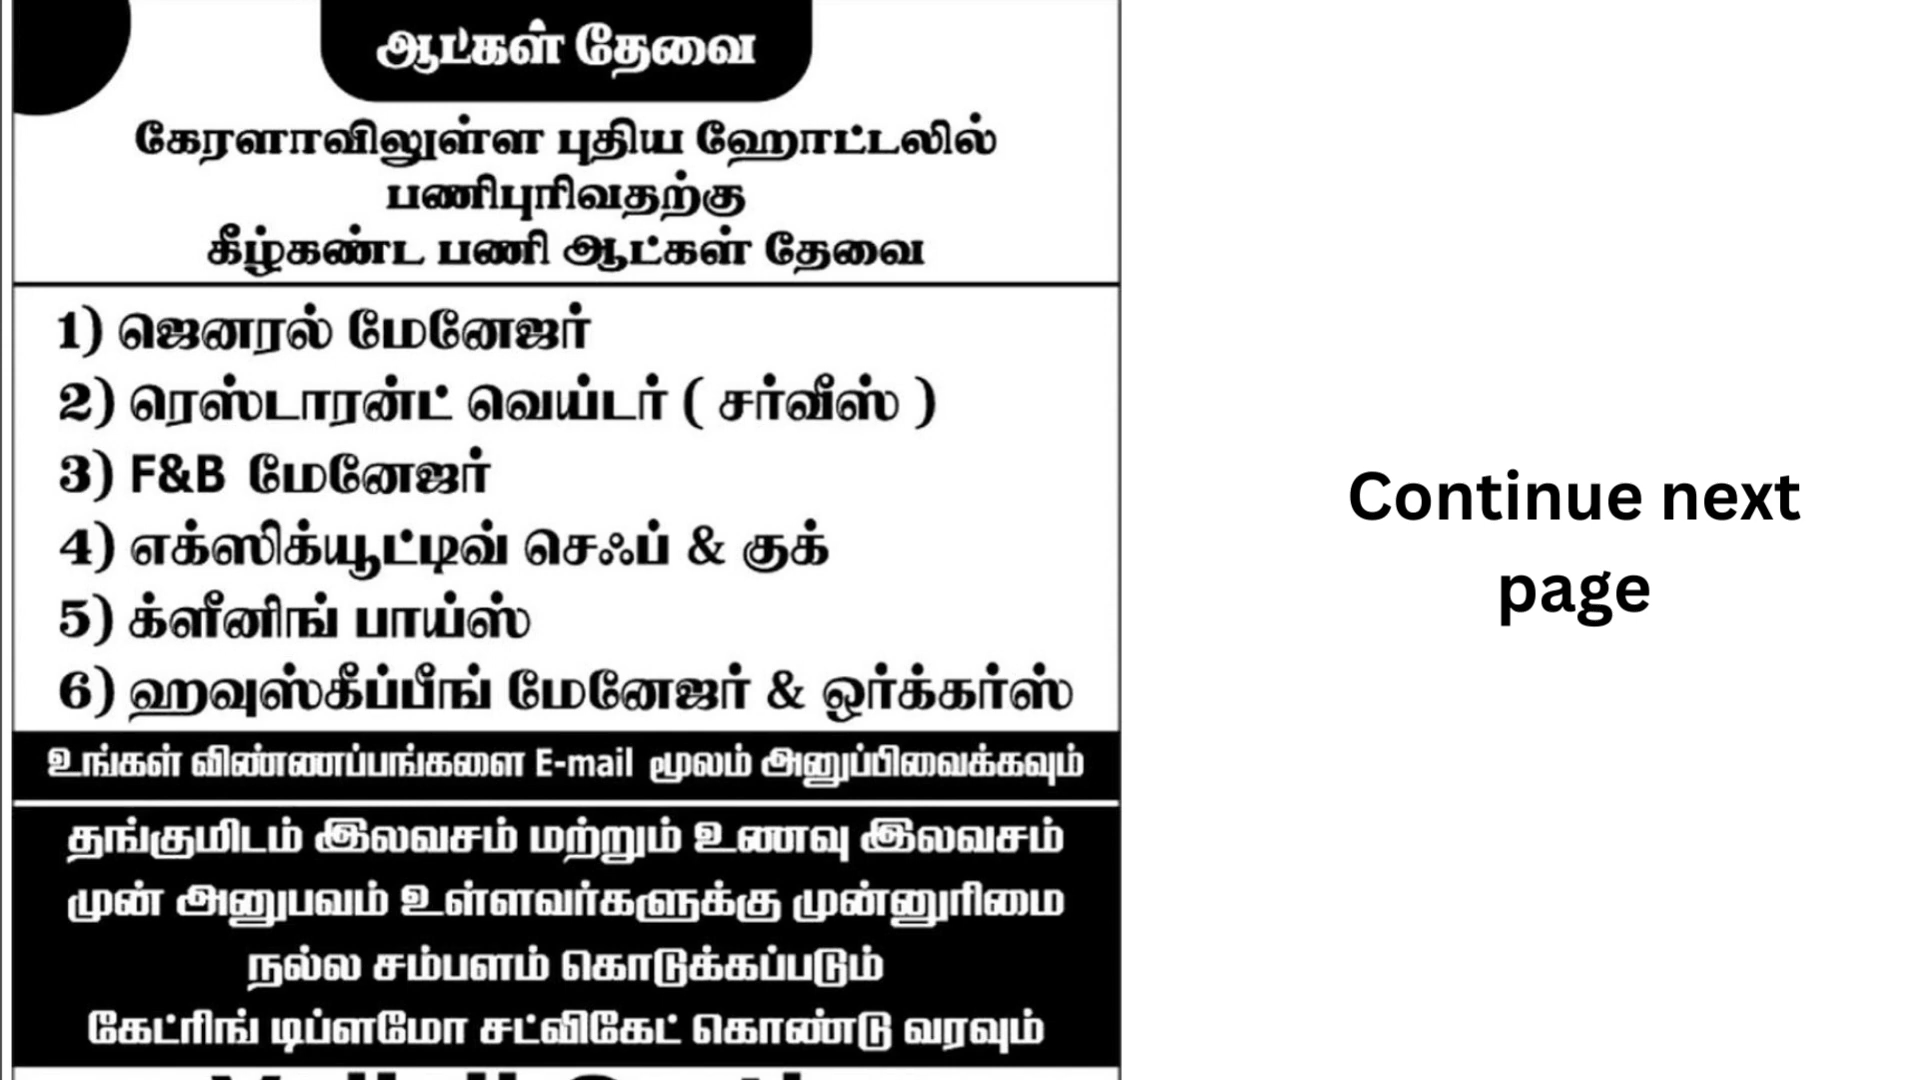 ஆட்கள் தேவை
கேரளாவிலுள்ள புதிய ஹோட்டலில்
பணிபுரிவதற்கு
கீழ்கண்ட பணி ஆட்கள் தேவை
1) ஜெனரல் மேனேஜர்
2) ரெஸ்டாரன்ட் வெய்டர் ( சர்வீஸ் )
3) F&B மேனேஜர்
4) எக்ஸிக்யூட்டிவ் செஃப் & குக்
5) க்ளீனிங் பாய்ஸ்
6) ஹவுஸ்கீப்பீங் மேனேஜர் & ஒர்க்கர்ஸ்
உங்கள் விண்ணப்பங்களை E-mail மூலம் அனுப்பிவைக்கவும்
தங்குமிடம் இலவசம் மற்றும் உணவு இலவசம்
முன் அனுபவம் உள்ளவர்களுக்கு முன்னுரிமை
நல்ல சம்பளம் கொடுக்கப்படும்
கேட்ரிங் டிப்ளமோ சட்விகேட் கொண்டு வரவும்
Continue next
page